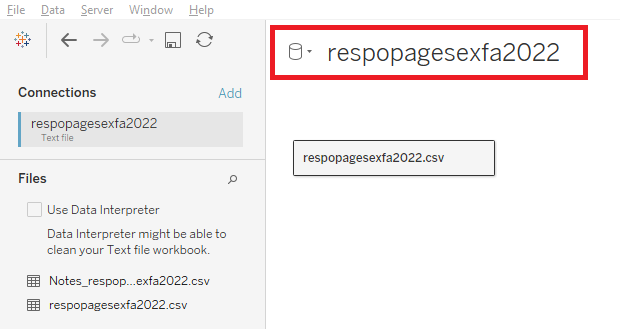 File Data Server Window Help
respopagesexfa2022
Connections Add
respopagesexfa2022
Text file
respopagesexfa2022.csv
Files
Use Data Interpreter
Data Interpreter might be able to
clean your Text file workbook.
Notes_respop...exfa2022.csv
respopagesexfa2022.csv